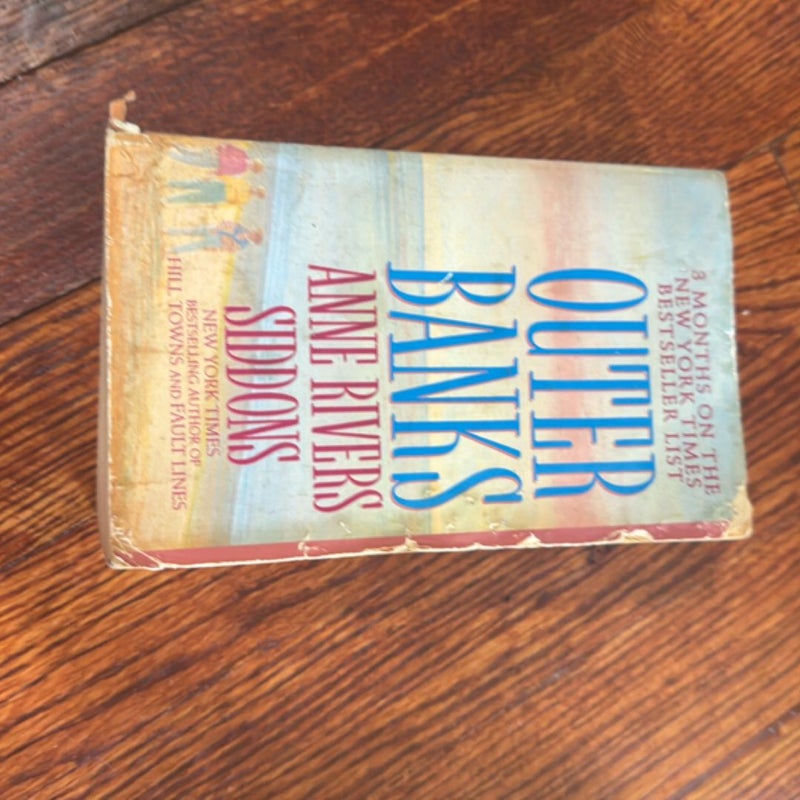 8 MONTHS ON THE
NEW YORK TIMES
BESTSELLER LIST
OUTER
BANKS
ANNE RIVERS
SIDDONS
NEW YORK TIMES
BESTSELLING AUTHOR OF
HILL TOWNS AND FAULT LINES